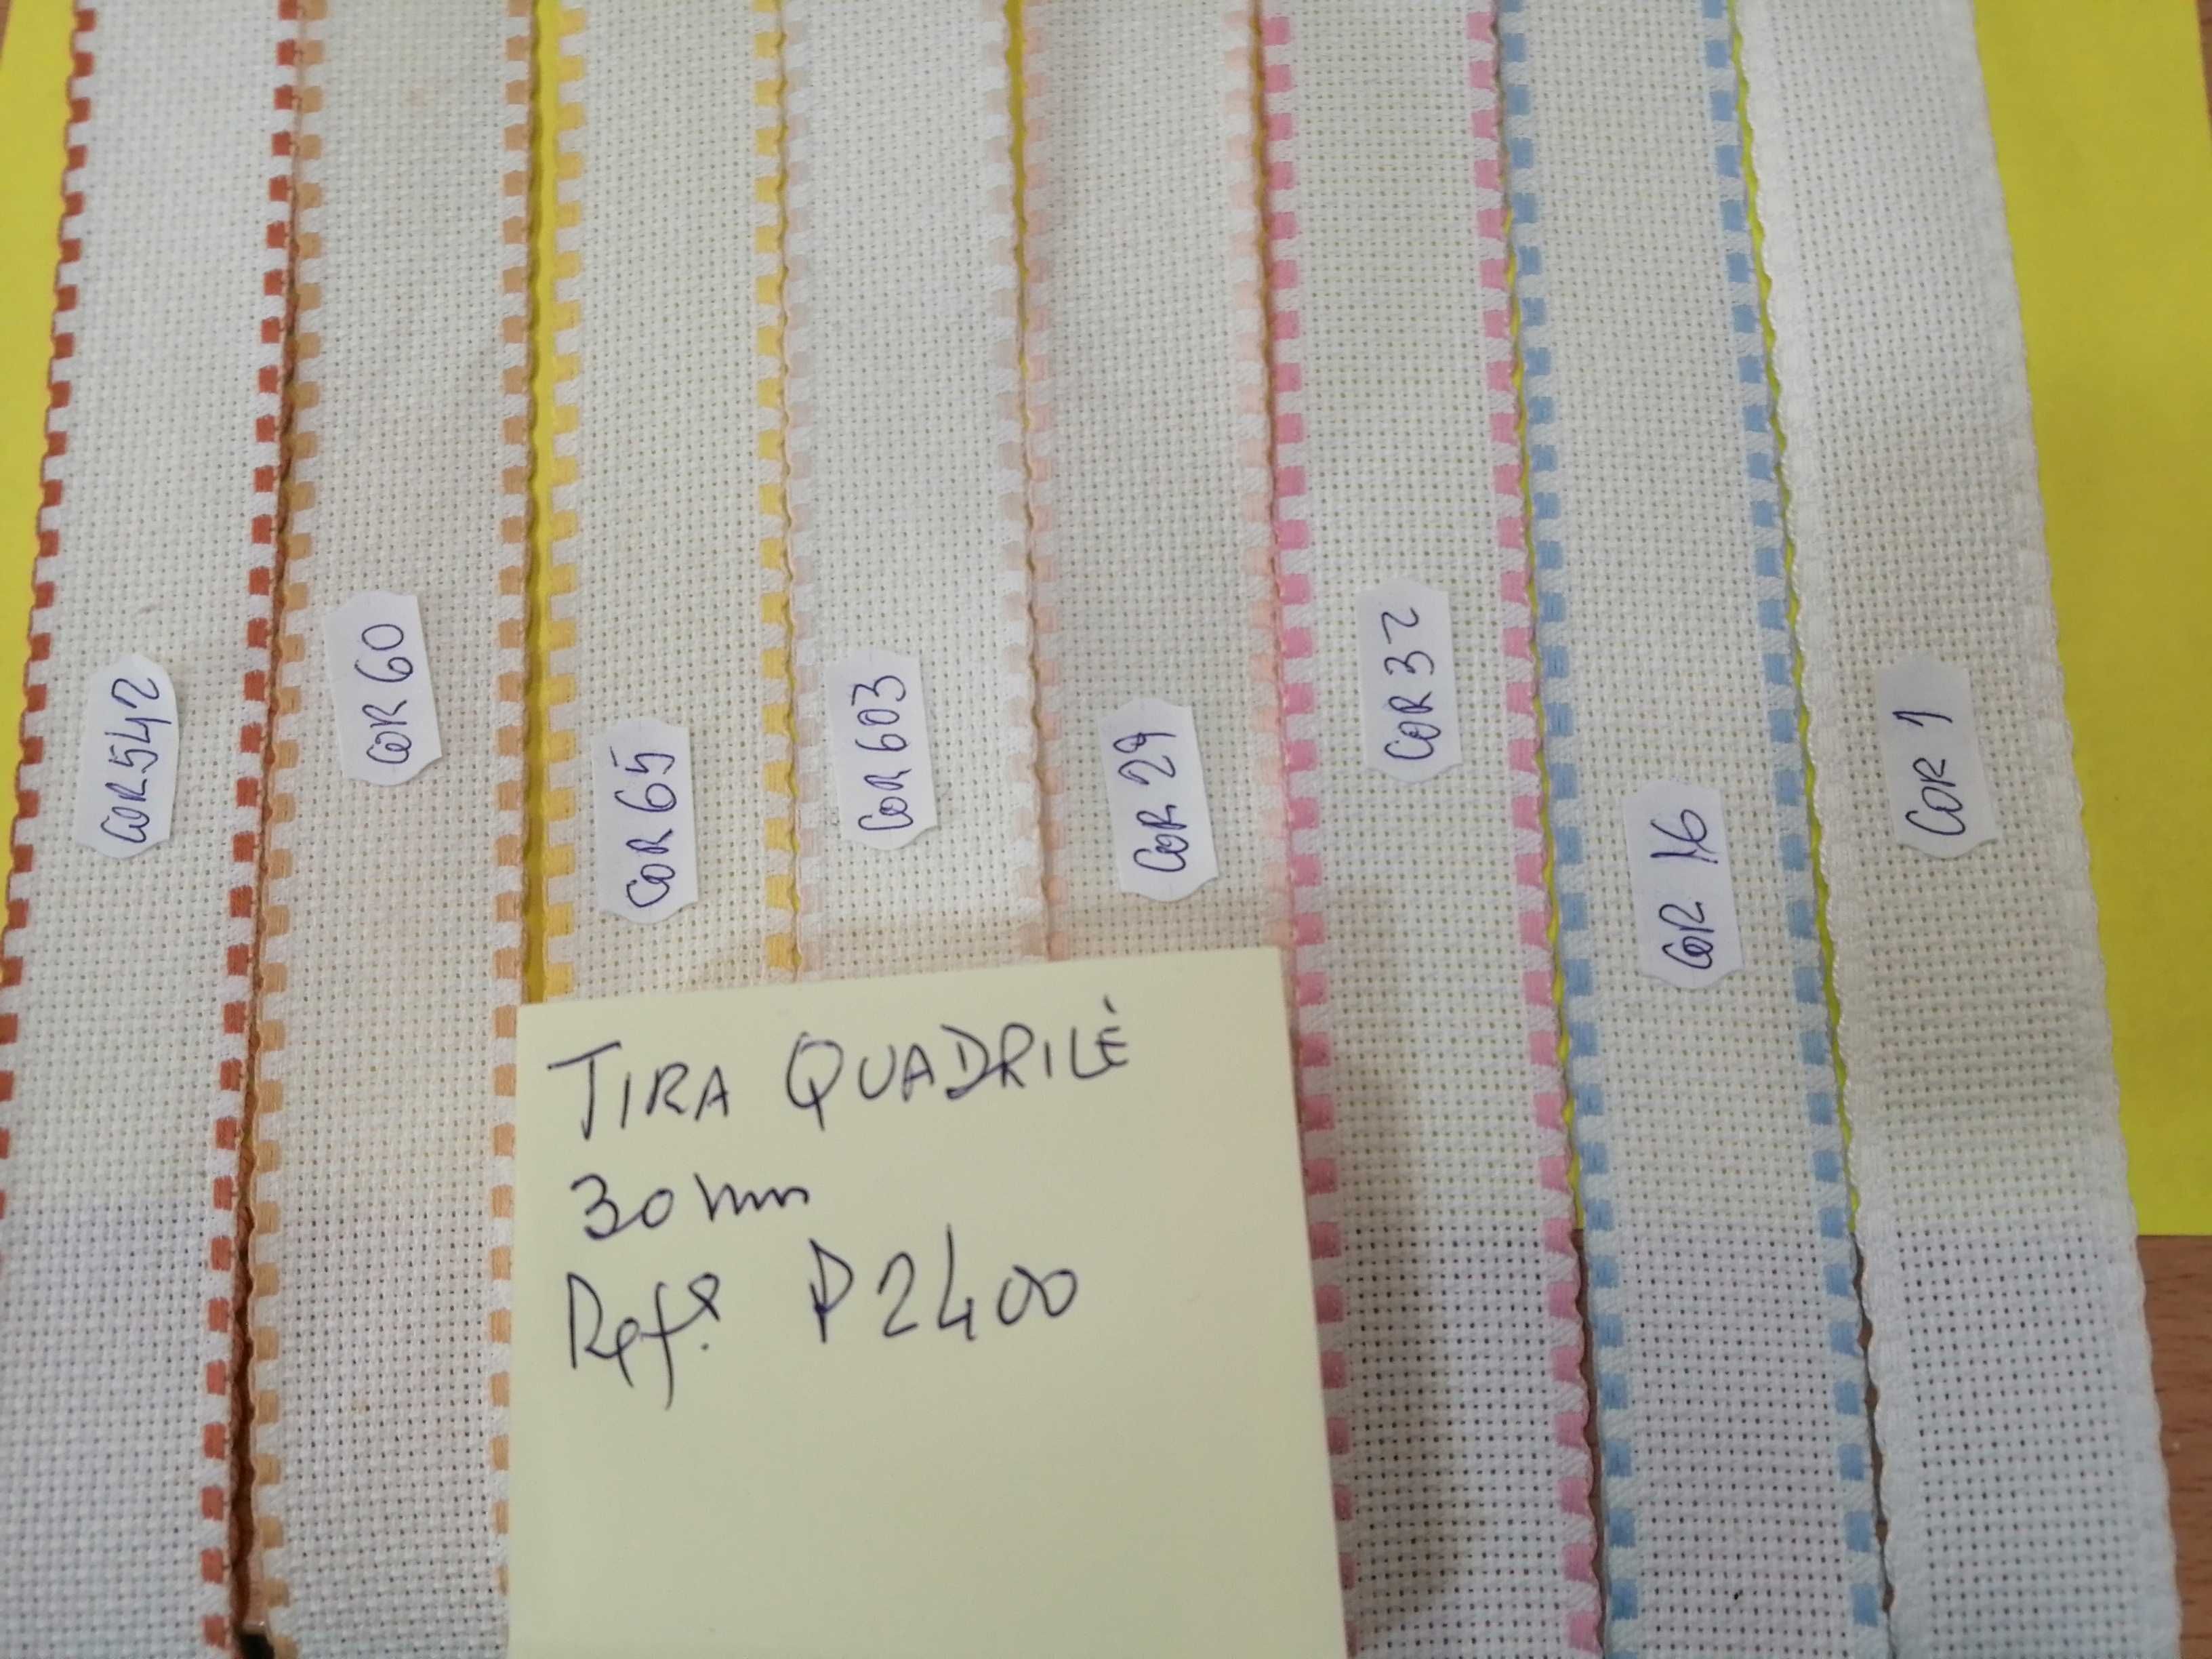 COR 542
COR 60
COR 65
COR 603
COR 29
COR 32
COR 16
COR 1
TIRA QUADRILÉ
30 mm
Refª. P2400